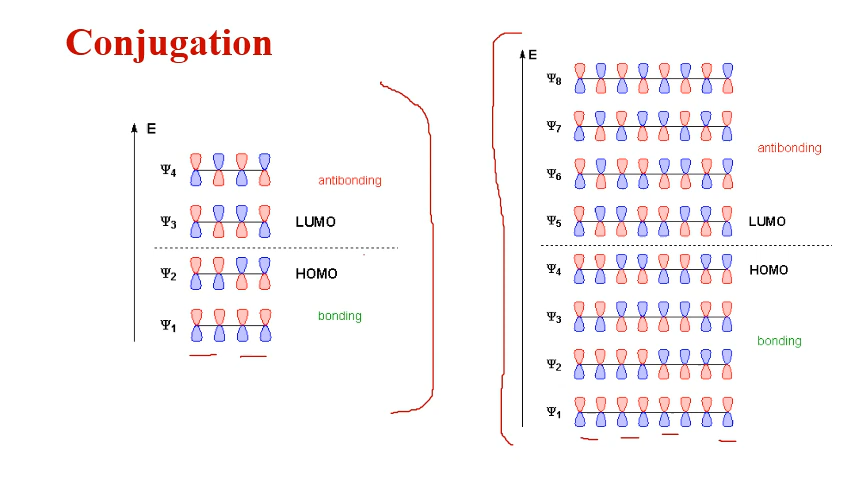 Conjugation
E
Ψ4
antibonding
Ψ3 LUMO
Ψ2 HOMO
Ψ1 bonding
E
Ψ8
Ψ7
antibonding
Ψ6
Ψ5 LUMO
Ψ4 HOMO
Ψ3
bonding
Ψ2
Ψ1